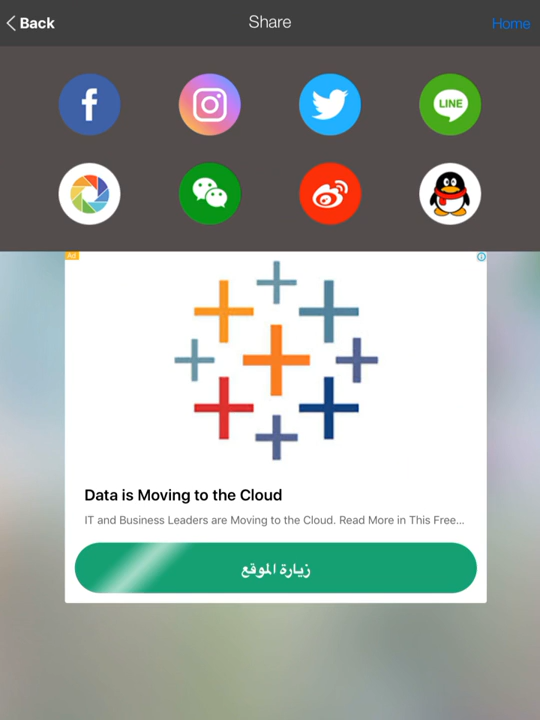 Back
Share
Home
LINE
Ad
Data is Moving to the Cloud
IT and Business Leaders are Moving to the Cloud. Read More in This Free...
زيارة الموقع